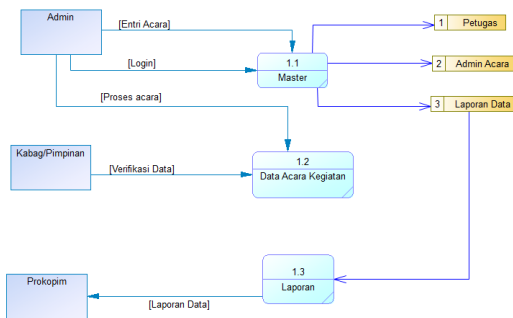 Admin
[Entri Acara]
1 Petugas
[Login]
1.1
Master
2 Admin Acara
[Proses acara]
3 Laporan Data
Kabag/Pimpinan
[Verifikasi Data]
1.2
Data Acara Kegiatan
1.3
Laporan
Prokopim
[Laporan Data]